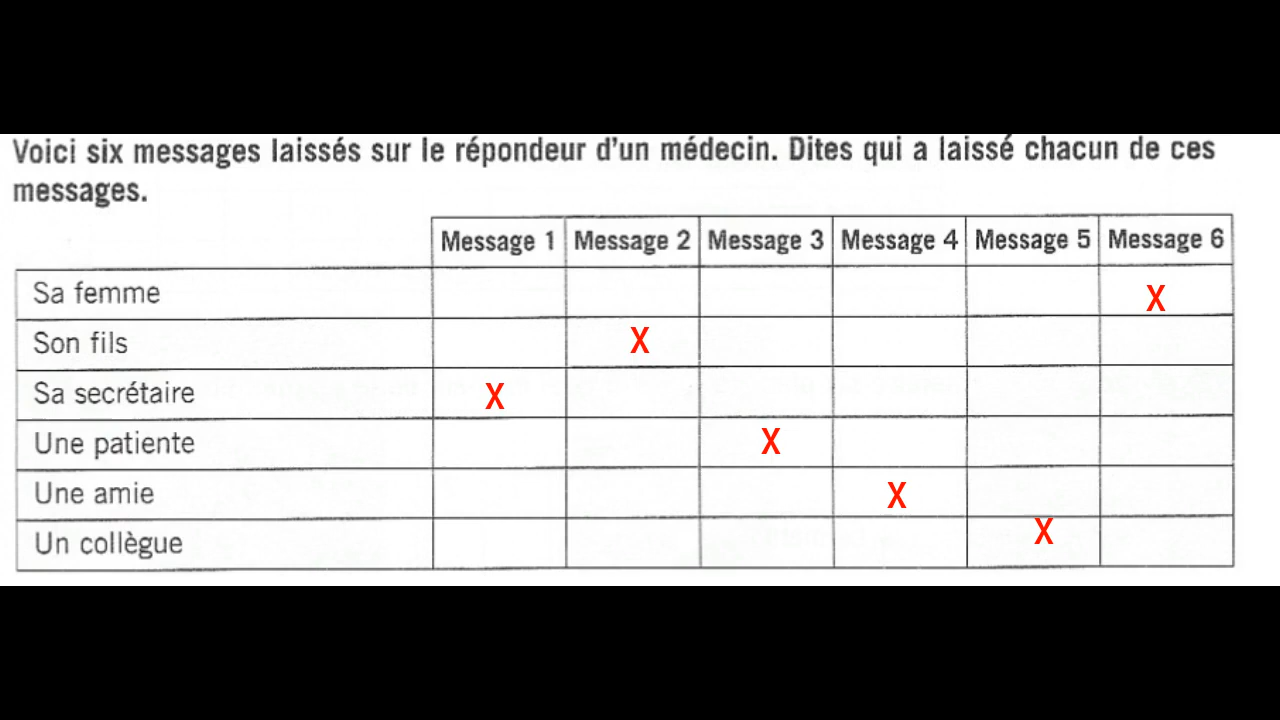 Voici six messages laissés sur le répondeur d'un médecin. Dites qui a laissé chacun de ces
messages.
Message 1 Message 2 Message 3 Message 4 Message 5 Message 6
Sa femme X
Son fils X
Sa secrétaire X
Une patiente X
Une amie X
Un collègue X